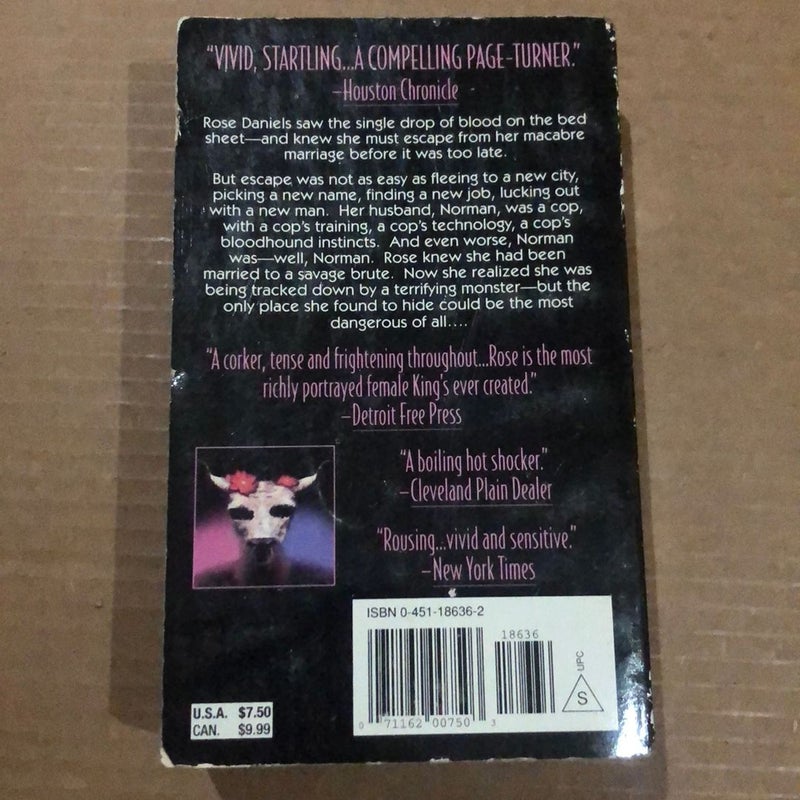 "VIVID, STARTLING...A COMPELLING PAGE-TURNER."
–Houston Chronicle
Rose Daniels saw the single drop of blood on the bed
sheet—and knew she must escape from her macabre
marriage before it was too late.
But escape was not as easy as fleeing to a new city,
picking a new name, finding a new job, lucking out
with a new man. Her husband, Norman, was a cop,
with a cop's training, a cop's technology, a cop's
bloodhound instincts. And even worse, Norman
was—well, Norman. Rose knew she had been
married to a savage brute. Now she realized she was
being tracked down by a terrifying monster—but the
only place she found to hide could be the most
dangerous of all....
"A corker, tense and frightening throughout...Rose is the most
richly portrayed female King's ever created."
–Detroit Free Press
"A boiling hot shocker."
–Cleveland Plain Dealer
"Rousing...vivid and sensitive."
–New York Times
ISBN 0-451-18636-2
18636
UPC
S
0 71162 00750 3
U.S.A. $7.50
CAN. $9.99